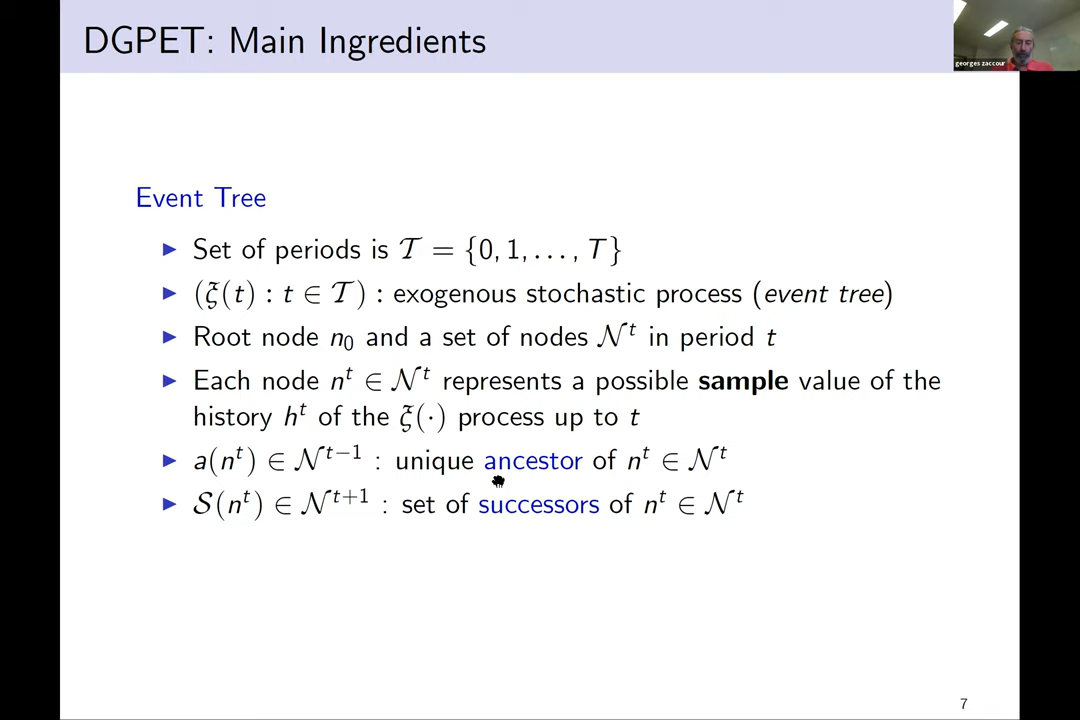 DGPET: Main Ingredients
georges zaccour
Event Tree
▶ Set of periods is 𝒯 = {0, 1, . . . , T}
▶ (ξ(t) : t ∈ 𝒯) : exogenous stochastic process (event tree)
▶ Root node n₀ and a set of nodes 𝒩ᵗ in period t
▶ Each node nᵗ ∈ 𝒩ᵗ represents a possible sample value of the
history hᵗ of the ξ(·) process up to t
▶ a(nᵗ) ∈ 𝒩ᵗ⁻¹ : unique ancestor of nᵗ ∈ 𝒩ᵗ
▶ 𝒮(nᵗ) ∈ 𝒩ᵗ⁺¹ : set of successors of nᵗ ∈ 𝒩ᵗ
7